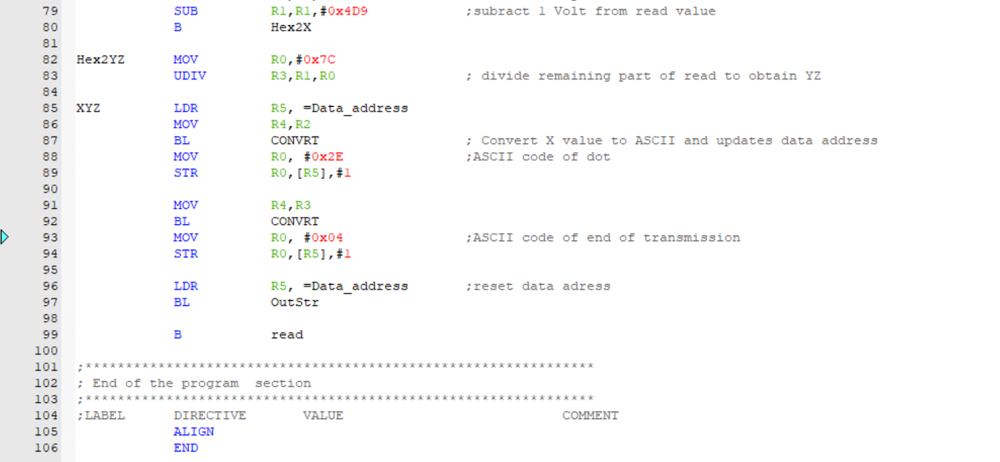 79 SUB R1,R1,#0x4D9 ;subract 1 Volt from read value
80 B Hex2X
81
82 Hex2YZ MOV R0,#0x7C
83 UDIV R3,R1,R0 ; divide remaining part of read to obtain YZ
84
85 XYZ LDR R5, =Data_address
86 MOV R4,R2
87 BL CONVRT ; Convert X value to ASCII and updates data address
88 MOV R0, #0x2E ;ASCII code of dot
89 STR R0,[R5],#1
90
91 MOV R4,R3
92 BL CONVRT
93 MOV R0, #0x04 ;ASCII code of end of transmission
94 STR R0,[R5],#1
95
96 LDR R5, =Data_address ;reset data adress
97 BL OutStr
98
99 B read
100
101 ;***************************************************************
102 ; End of the program section
103 ;***************************************************************
104 ;LABEL DIRECTIVE VALUE COMMENT
105 ALIGN
106 END